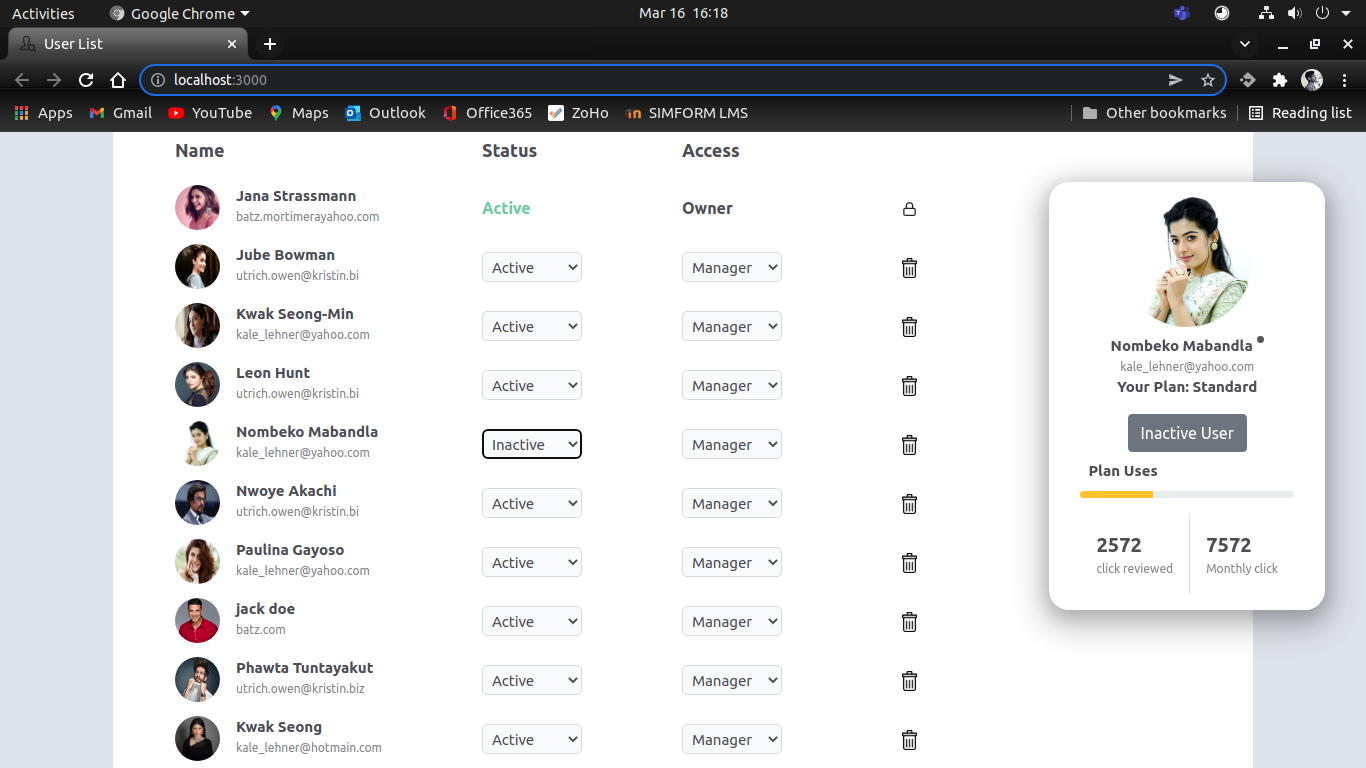 Activities Google Chrome Mar 16 16:18
User List
localhost:3000
Apps Gmail YouTube Maps Outlook Office365 ZoHo SIMFORM LMS Other bookmarks Reading list
Name Status Access
Jana Strassmann
batz.mortimerayahoo.com
Active Owner
Jube Bowman
utrich.owen@kristin.bi
Active Manager
Kwak Seong-Min
kale_lehner@yahoo.com
Active Manager
Leon Hunt
utrich.owen@kristin.bi
Active Manager
Nombeko Mabandla
kale_lehner@yahoo.com
Inactive Manager
Nwoye Akachi
utrich.owen@kristin.bi
Active Manager
Paulina Gayoso
kale_lehner@yahoo.com
Active Manager
jack doe
batz.com
Active Manager
Phawta Tuntayakut
utrich.owen@kristin.biz
Active Manager
Kwak Seong
kale_lehner@hotmain.com
Active Manager
Nombeko Mabandla
kale_lehner@yahoo.com
Your Plan: Standard
Inactive User
Plan Uses
2572 7572
click reviewed Monthly click